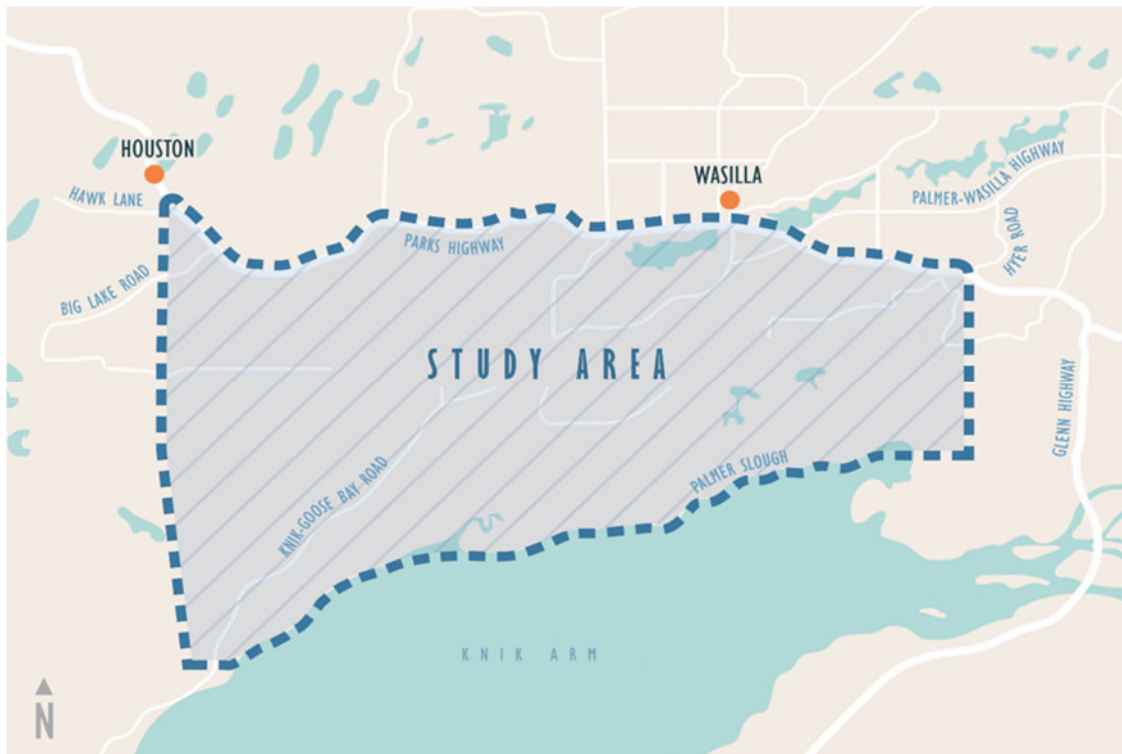 HOUSTON
WASILLA
HAWK LANE
PALMER-WASILLA HIGHWAY
PARKS HIGHWAY
HYER ROAD
BIG LAKE ROAD
STUDY AREA
GLENN HIGHWAY
PALMER SLOUGH
KNIK-GOOSE BAY ROAD
KNIK ARM
N